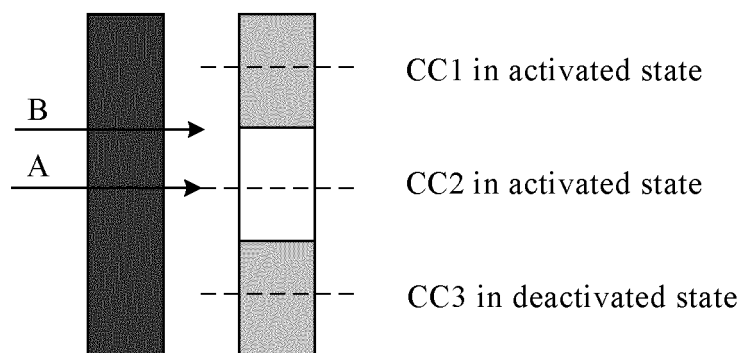 CC1 in activated state
B
A
CC2 in activated state
CC3 in deactivated state